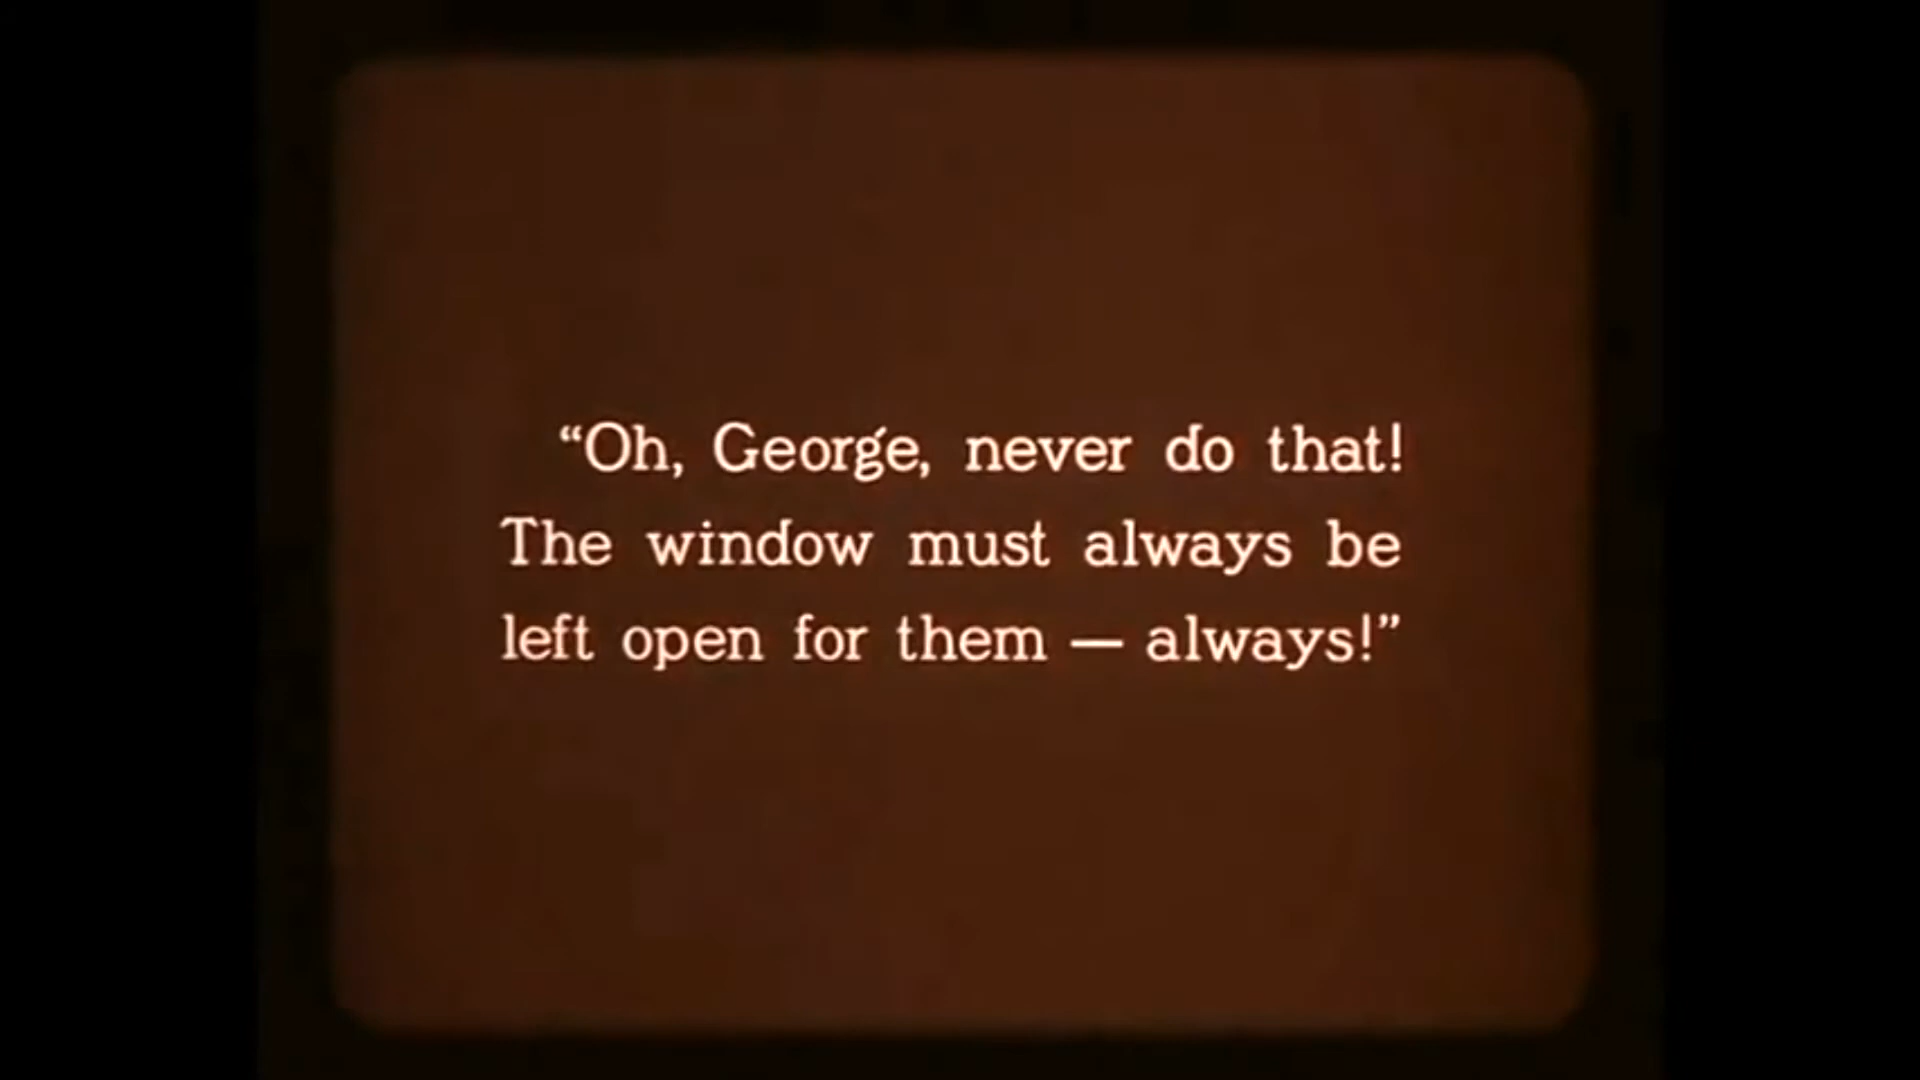 “Oh, George, never do that!
The window must always be
left open for them — always!”